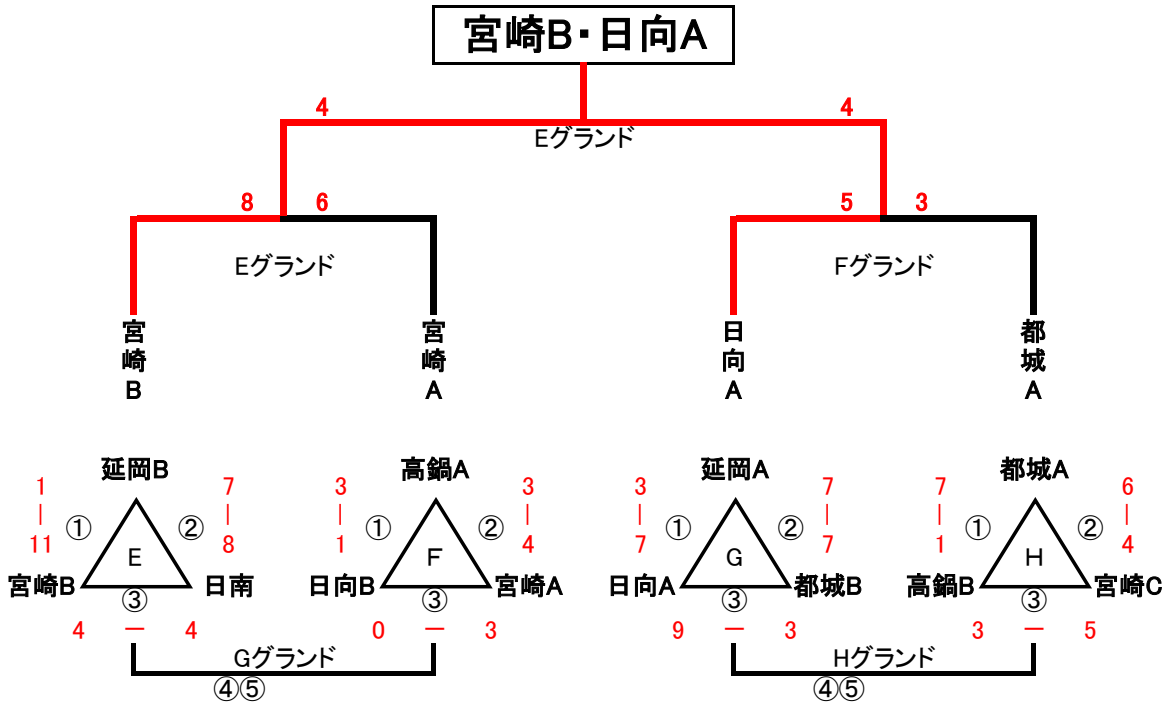 宮崎B・日向A
4 4
Eグランド
8 6 5 3
Eグランド Fグランド
宮崎B 宮崎A 日向A 都城A
延岡B 高鍋A 延岡A 都城A
1 7 3 3 3 7 7 6
| | | | | | | |
① ② ① ② ① ② ① ②
11 8 1 4 7 7 1 4
E F G H
宮崎B 日南 日向B 宮崎A 日向A 都城B 高鍋B 宮崎C
③ ③ ③ ③
4 ー 4 0 ー 3 9 ー 3 3 ー 5
Gグランド Hグランド
④⑤ ④⑤